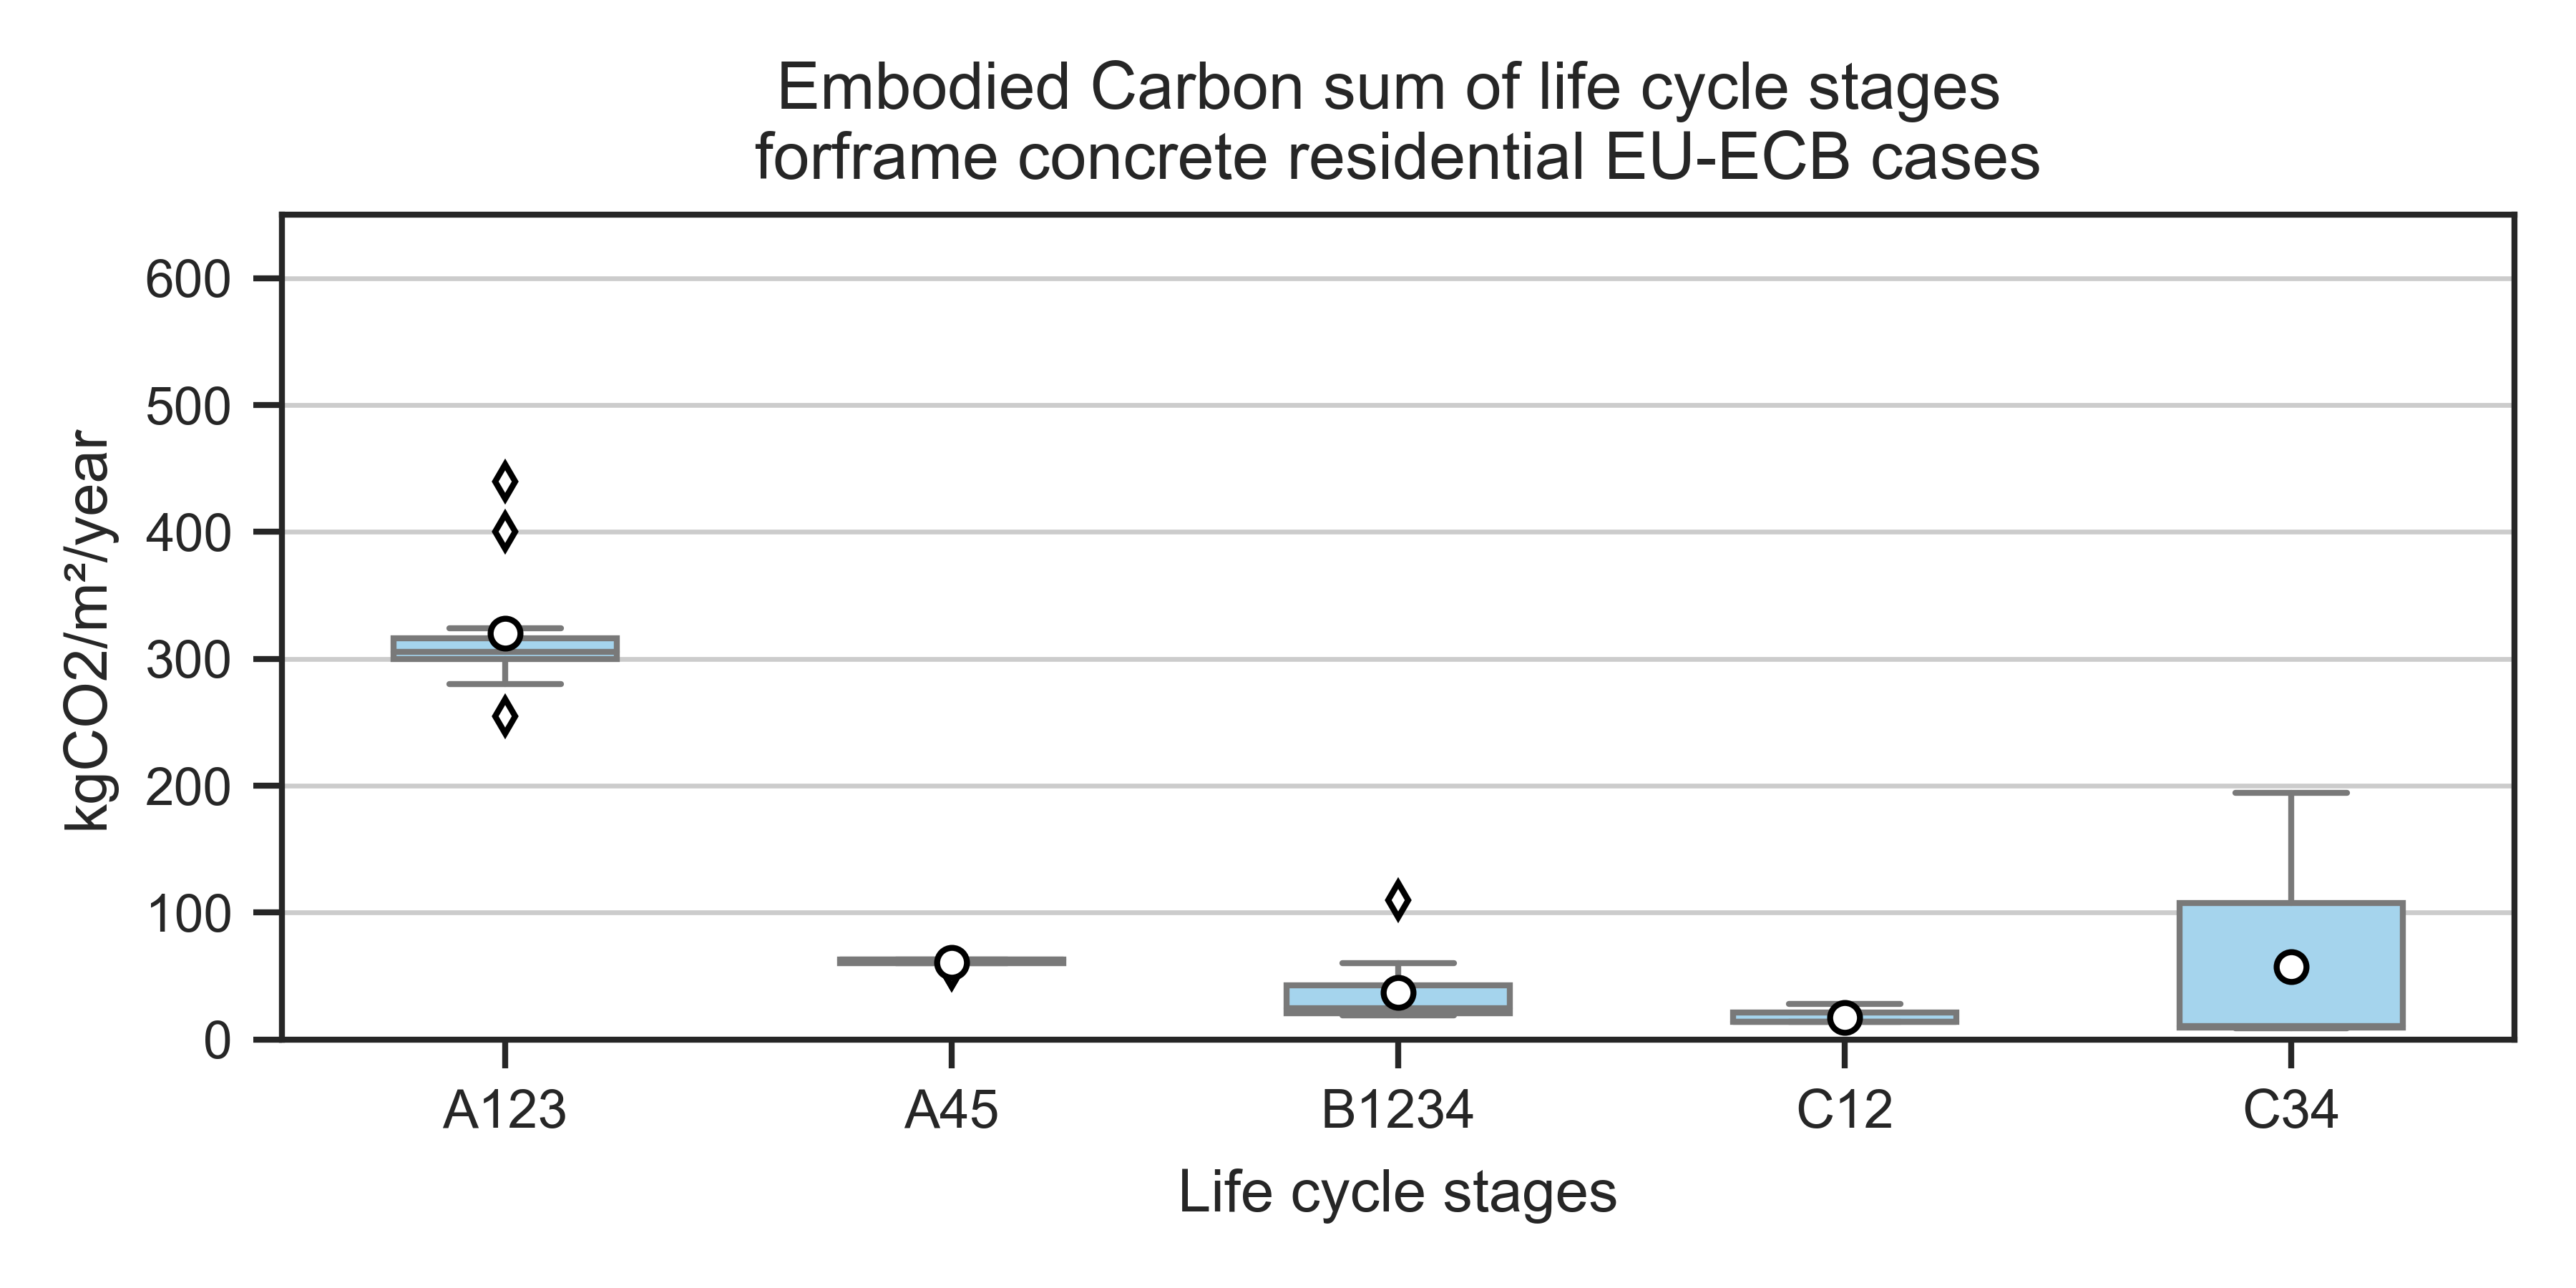 Embodied Carbon sum of life cycle stages
forframe concrete residential EU-ECB cases
kgCO2/m²/year
600
500
400
300
200
100
0
A123
A45
B1234
C12
C34
Life cycle stages